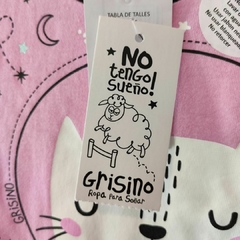 TABLA DE TALLES
NO
tengo
sueño!
GRISINO
Ropa Para Soñar
GRISINO